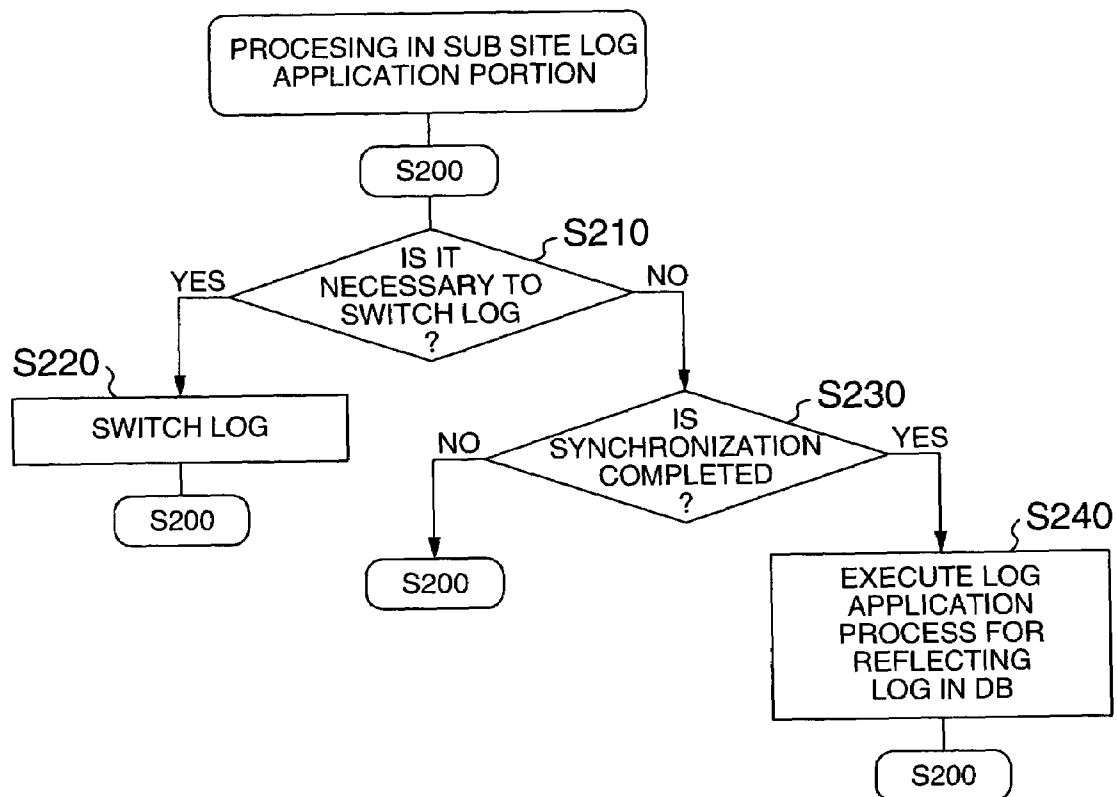 PROCESING IN SUB SITE LOG
APPLICATION PORTION
S200
S210
IS IT
NECESSARY TO
SWITCH LOG
?
YES
NO
S220
SWITCH LOG
S200
S230
IS
SYNCHRONIZATION
COMPLETED
?
NO
YES
S200
S240
EXECUTE LOG
APPLICATION
PROCESS FOR
REFLECTING
LOG IN DB
S200